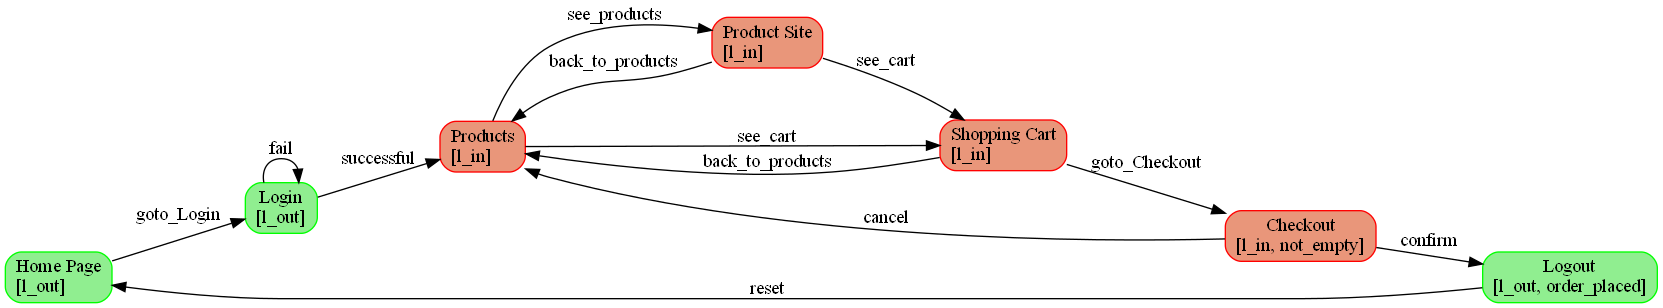 see_products
Product Site
[l_in]
back_to_products
see_cart
Products
[l_in]
see_cart
Shopping Cart
[l_in]
back_to_products
fail
successful
goto_Checkout
Login
[l_out]
goto_Login
cancel
Checkout
[l_in, not_empty]
confirm
Home Page
[l_out]
Logout
[l_out, order_placed]
reset